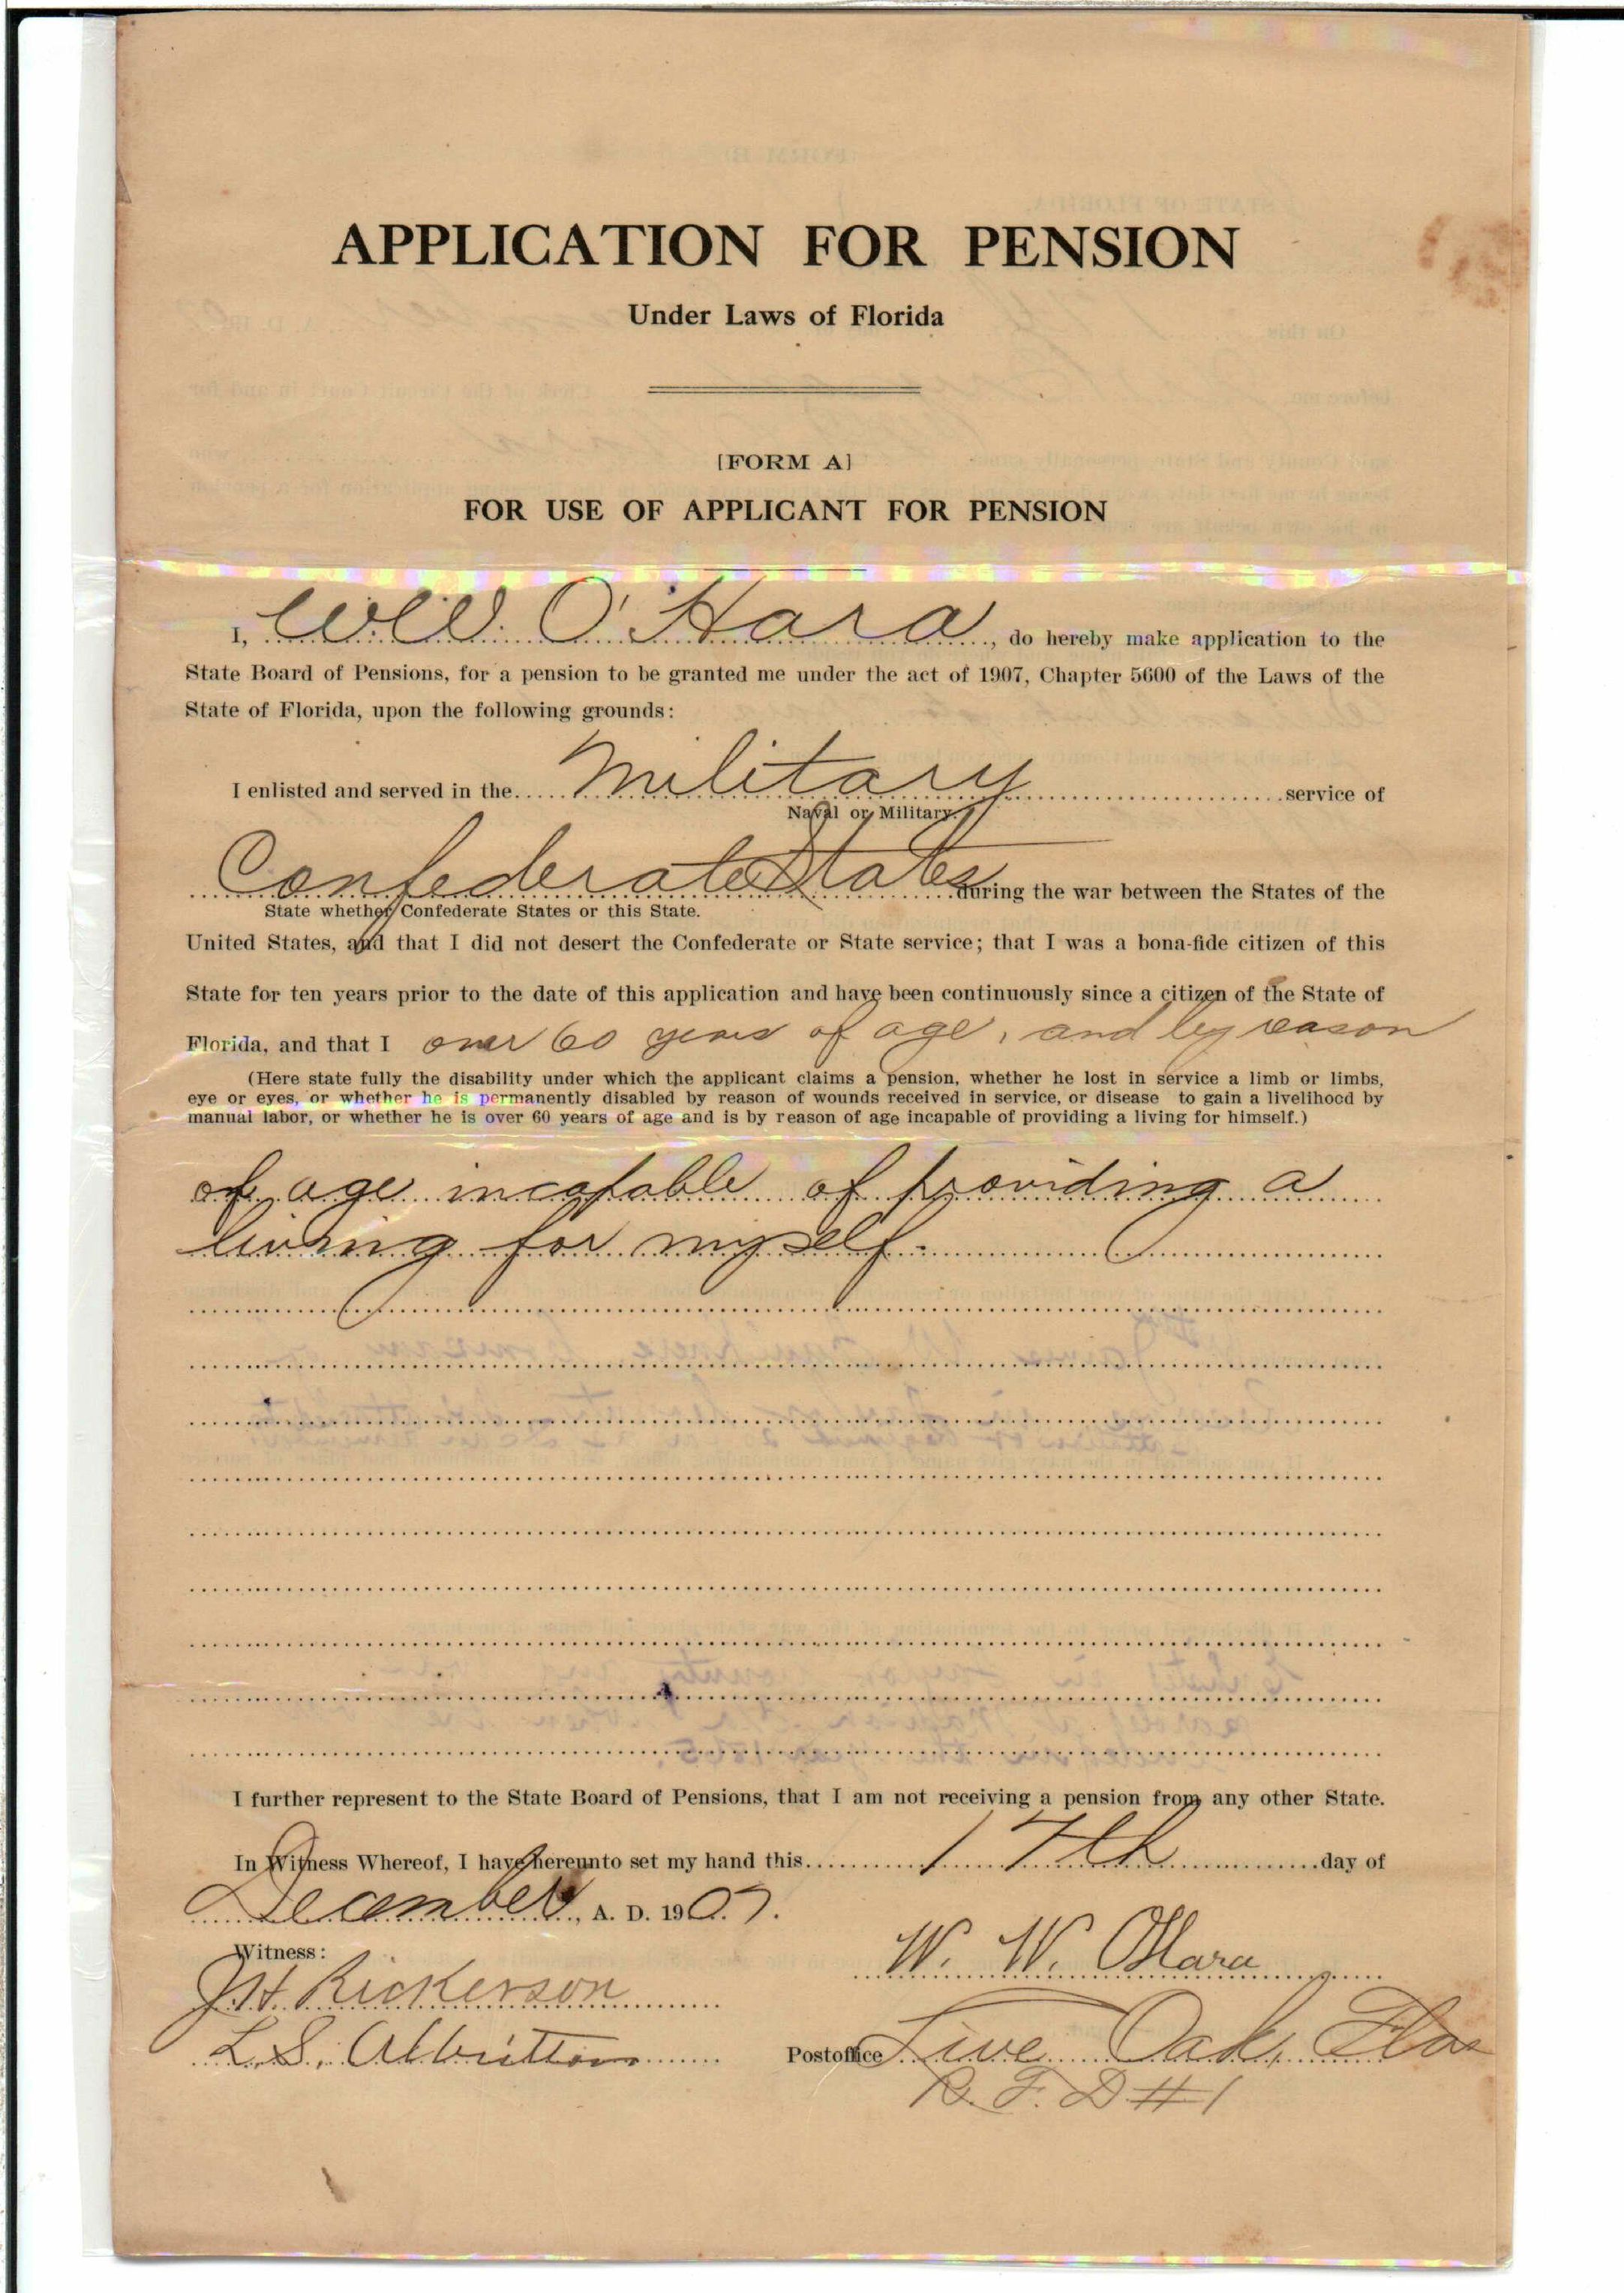 APPLICATION FOR PENSION
Under Laws of Florida
[FORM A]
FOR USE OF APPLICANT FOR PENSION
I, Will O'Hara, do hereby make application to the
State Board of Pensions, for a pension to be granted me under the act of 1907, Chapter 5600 of the Laws of the
State of Florida, upon the following grounds:
I enlisted and served in the Military service of
Naval or Military.
Confederate States during the war between the States of the
State whether Confederate States or this State.
United States, and that I did not desert the Confederate or State service; that I was a bona-fide citizen of this
State for ten years prior to the date of this application and have been continuously since a citizen of the State of
Florida, and that I over 60 years of age, and by reason
(Here state fully the disability under which the applicant claims a pension, whether he lost in service a limb or limbs,
eye or eyes, or whether he is permanently disabled by reason of wounds received in service, or disease to gain a livelihood by
manual labor, or whether he is over 60 years of age and is by reason of age incapable of providing a living for himself.)
of age incapable of providing a
living for myself.
I further represent to the State Board of Pensions, that I am not receiving a pension from any other State.
In Witness Whereof, I have hereunto set my hand this 17th day of
December, A. D. 1907.
W. W. OHara
Witness:
J.H. Rickerson
L. S. Albritton
Postoffice Live Oak, Fla
R. F. D #1